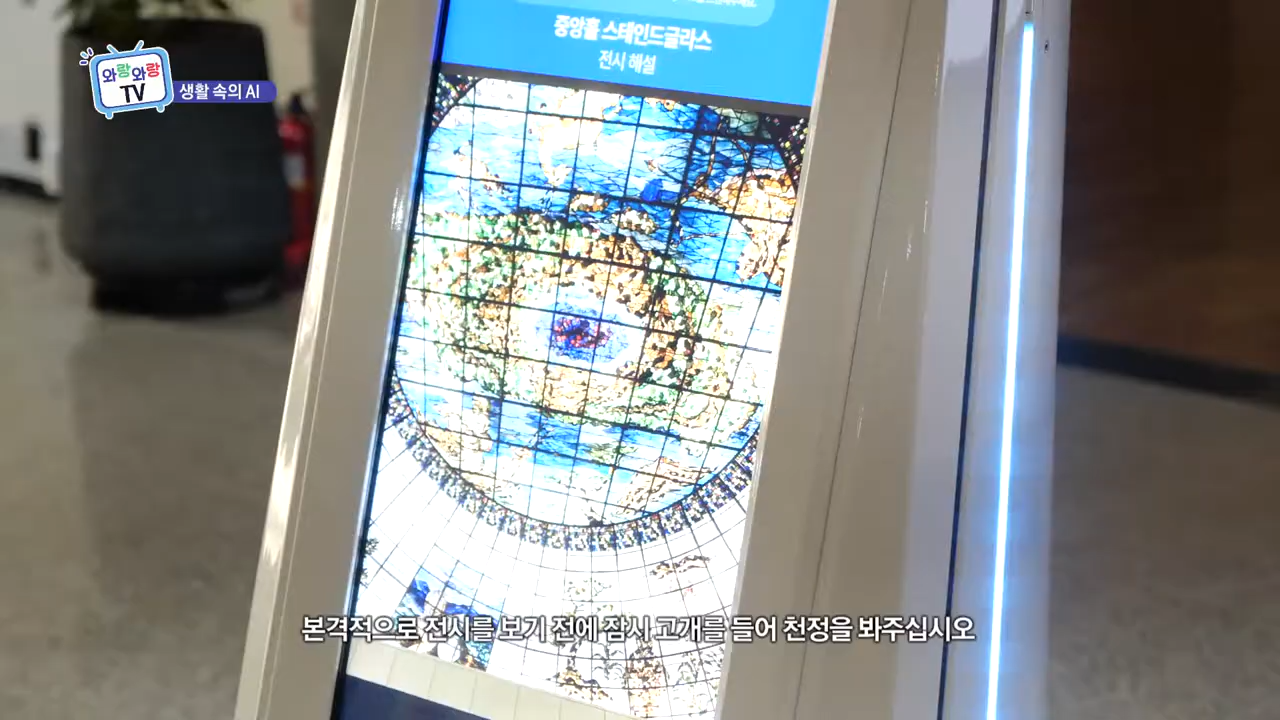 중앙홀 스테인드글라스
전시 해설
와랑와랑
TV
생활 속의 AI
본격적으로 전시를 보기 전에 잠시 고개를 들어 천정을 봐주십시오